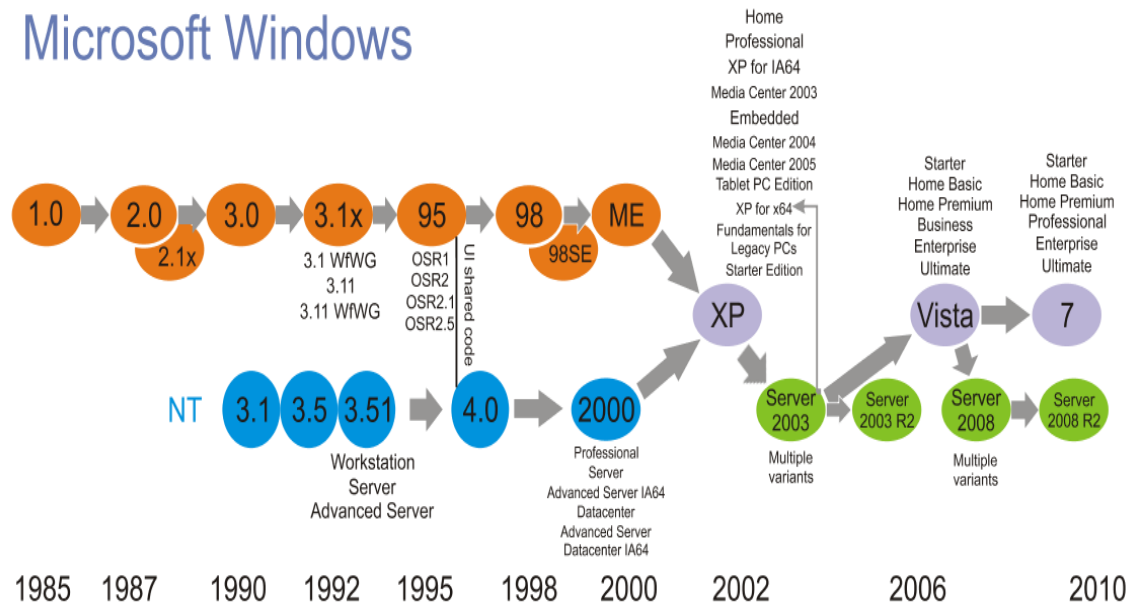 Microsoft Windows
Home
Professional
XP for IA64
Media Center 2003
Embedded
Media Center 2004
Media Center 2005
Tablet PC Edition
XP for x64
Fundamentals for
Legacy PCs
Starter Edition
Starter
Home Basic
Home Premium
Business
Enterprise
Ultimate
Starter
Home Basic
Home Premium
Professional
Enterprise
Ultimate
1.0
2.0
2.1x
3.0
3.1x
95
98
98SE
ME
3.1 WfWG
3.11
3.11 WfWG
OSR1
OSR2
OSR2.1
OSR2.5
UI shared code
XP
Vista
7
NT
3.1
3.5
3.51
4.0
2000
Server
2003
Server
2003 R2
Server
2008
Server
2008 R2
Workstation
Server
Advanced Server
Professional
Server
Advanced Server IA64
Datacenter
Advanced Server
Datacenter IA64
Multiple
variants
Multiple
variants
1985 1987 1990 1992 1995 1998 2000 2002 2006 2010